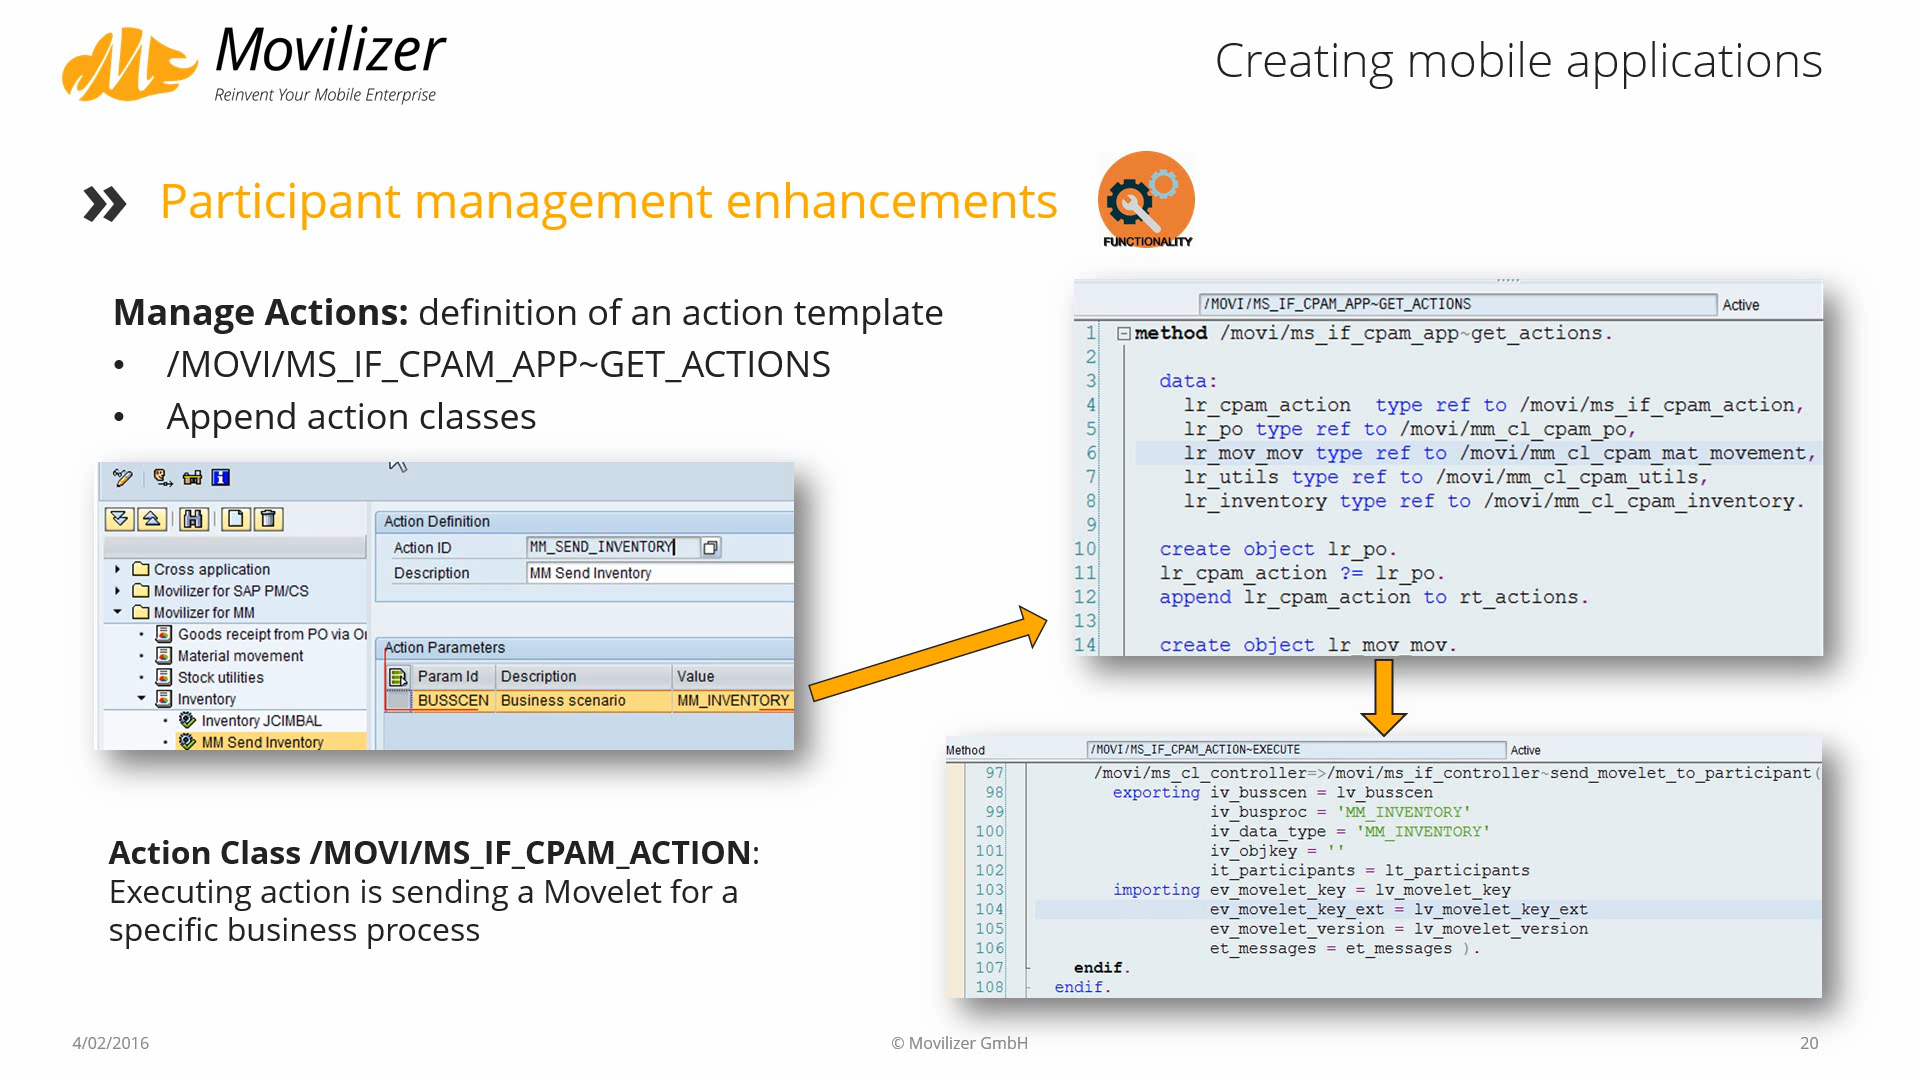 Movilizer
Reinvent Your Mobile Enterprise
Creating mobile applications
Participant management enhancements
FUNCTIONALITY
Manage Actions: definition of an action template
• /MOVI/MS_IF_CPAM_APP~GET_ACTIONS
• Append action classes
Action Definition
Action ID MM_SEND_INVENTORY
Description MM Send Inventory
Cross application
Movilizer for SAP PM/CS
Movilizer for MM
Goods receipt from PO via Or
Material movement
Stock utilities
Inventory
Inventory JCIMBAL
MM Send Inventory
Action Parameters
Param Id Description Value
BUSSCEN Business scenario MM_INVENTORY
/MOVI/MS_IF_CPAM_APP~GET_ACTIONS Active
1 method /movi/ms_if_cpam_app~get_actions.
2
3 data:
4 lr_cpam_action type ref to /movi/ms_if_cpam_action,
5 lr_po type ref to /movi/mm_cl_cpam_po,
6 lr_mov_mov type ref to /movi/mm_cl_cpam_mat_movement,
7 lr_utils type ref to /movi/mm_cl_cpam_utils,
8 lr_inventory type ref to /movi/mm_cl_cpam_inventory.
9
10 create object lr_po.
11 lr_cpam_action ?= lr_po.
12 append lr_cpam_action to rt_actions.
13
14 create object lr_mov_mov.
Method /MOVI/MS_IF_CPAM_ACTION~EXECUTE Active
97 /movi/ms_cl_controller=>/movi/ms_if_controller~send_movelet_to_participant(
98 exporting iv_busscen = lv_busscen
99 iv_busproc = 'MM_INVENTORY'
100 iv_data_type = 'MM_INVENTORY'
101 iv_objkey = ''
102 it_participants = lt_participants
103 importing ev_movelet_key = lv_movelet_key
104 ev_movelet_key_ext = lv_movelet_key_ext
105 ev_movelet_version = lv_movelet_version
106 et_messages = et_messages ).
107 endif.
108 endif.
Action Class /MOVI/MS_IF_CPAM_ACTION:
Executing action is sending a Movelet for a
specific business process
4/02/2016
© Movilizer GmbH
20